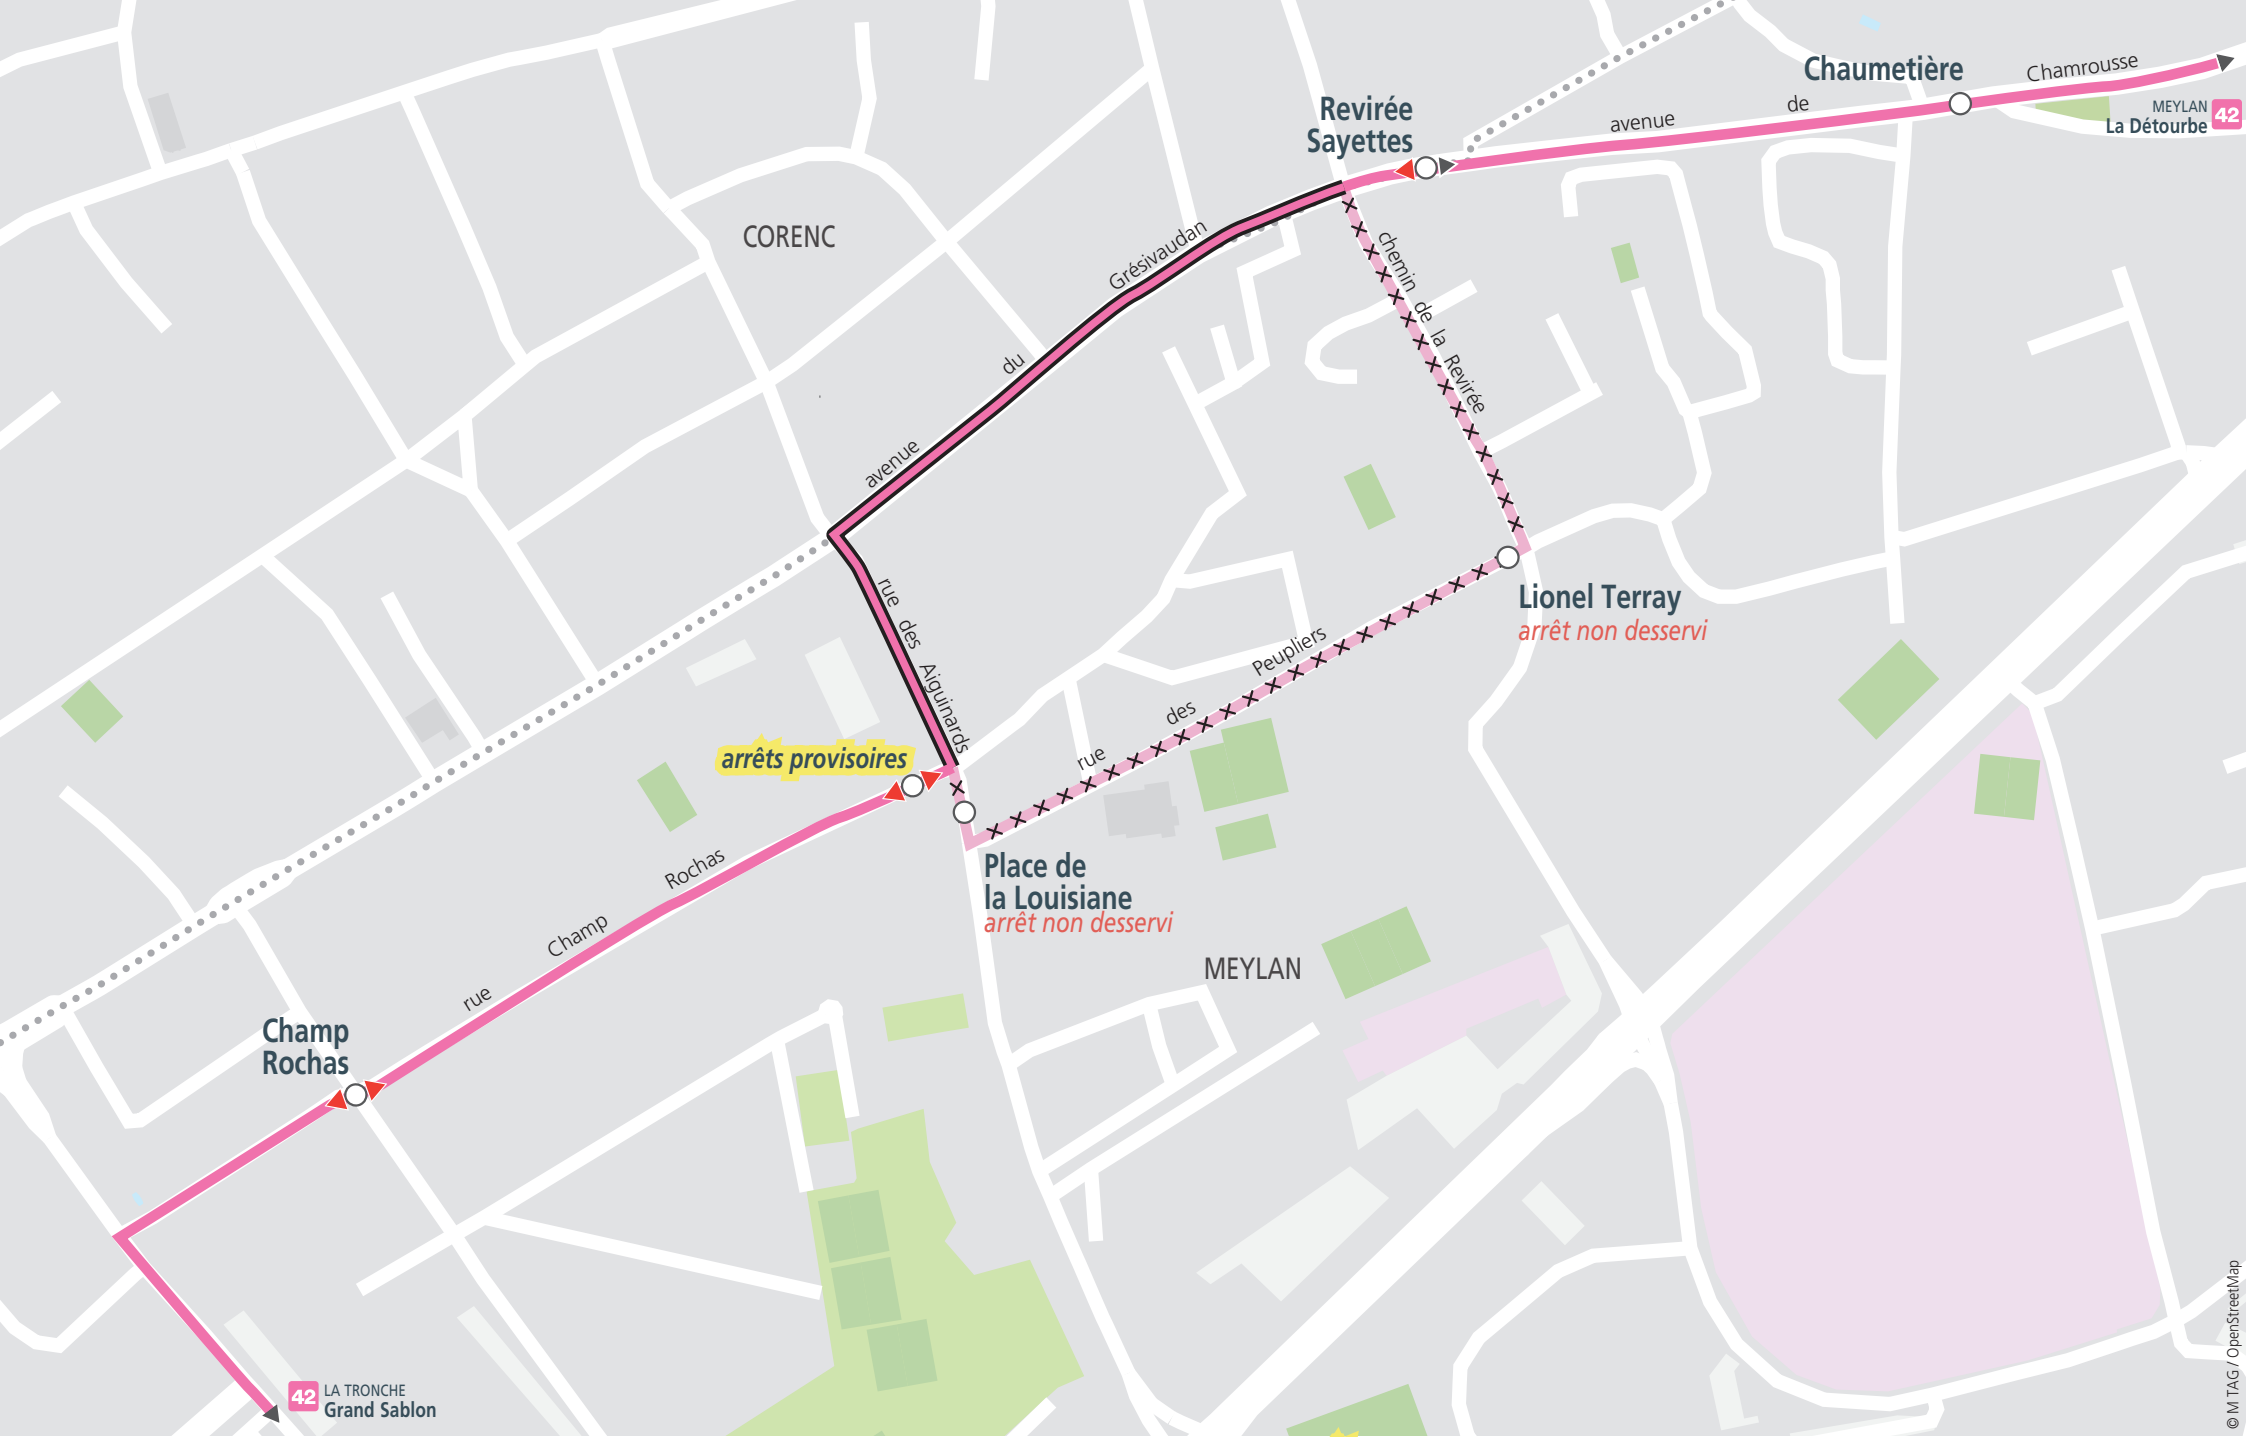 Chaumetière
Chamrousse
de
avenue
MEYLAN
La Détourbe
42
Revirée
Sayettes
CORENC
Grésivaudan
du
avenue
chemin de la Revirée
rue des Aiguinards
Lionel Terray
arrêt non desservi
Peupliers
des
rue
arrêts provisoires
Place de
la Louisiane
arrêt non desservi
Rochas
Champ
rue
MEYLAN
Champ
Rochas
42
LA TRONCHE
Grand Sablon
© M TAG / OpenStreetMap